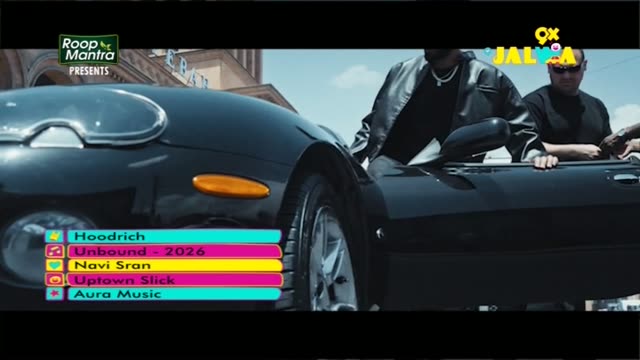 Roop
Mantra
PRESENTS
9x
JALWA
Hoodrich
Unbound - 2026
Navi Sran
Uptown Slick
Aura Music